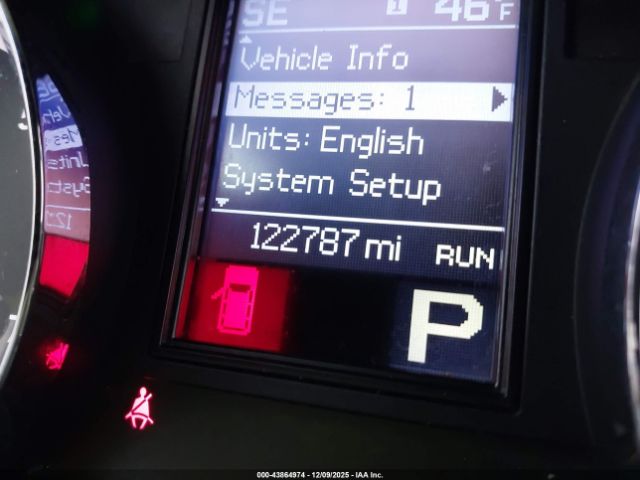 SE 1 46°F
Vehicle Info
Messages: 1
Units: English
System Setup
122787 mi RUN
P
000-43864974 | 12/09/2025 | IAA Inc.